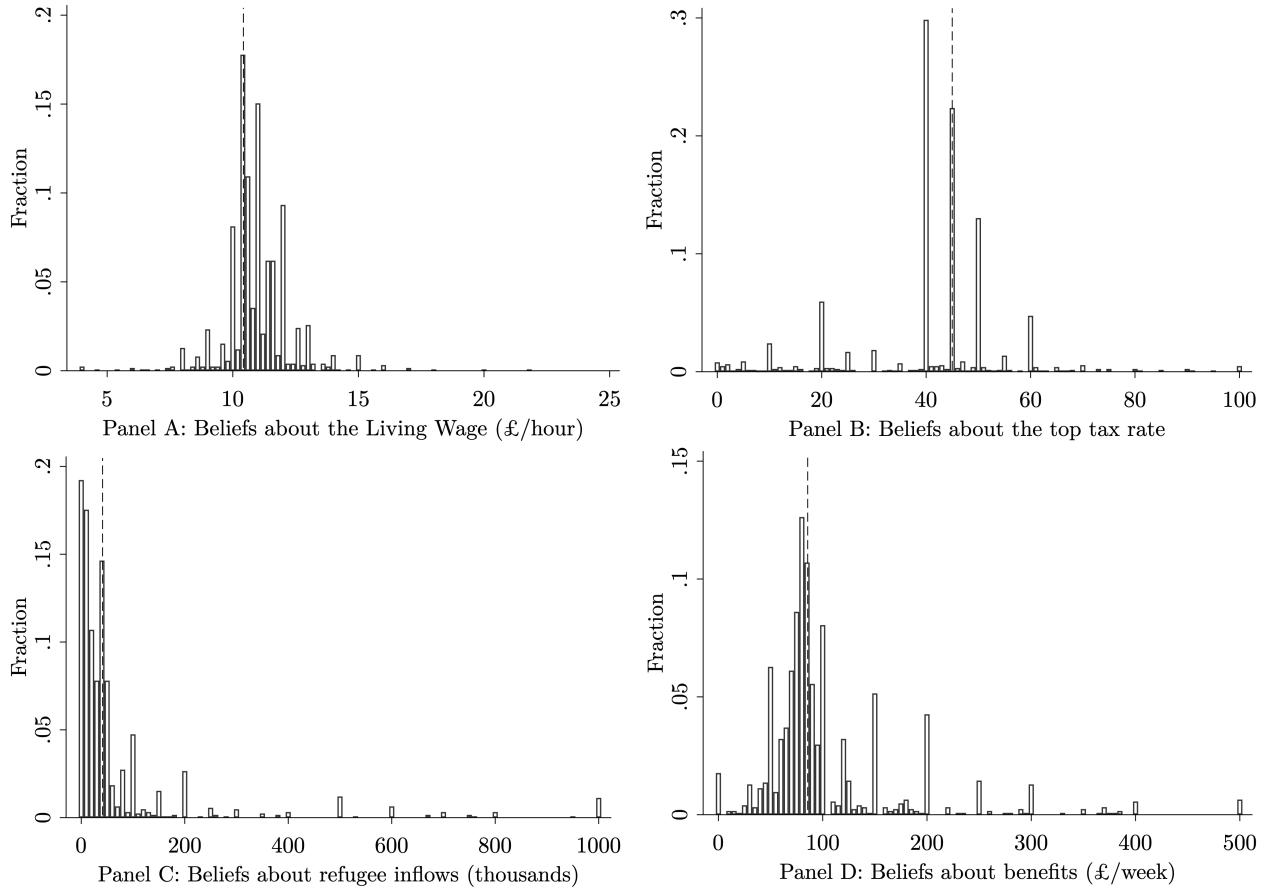 .2
.15
.1
.05
0
Fraction
5 10 15 20 25
Panel A: Beliefs about the Living Wage (£/hour)
.3
.2
.1
0
Fraction
0 20 40 60 80 100
Panel B: Beliefs about the top tax rate
.2
.15
.1
.05
0
Fraction
0 200 400 600 800 1000
Panel C: Beliefs about refugee inflows (thousands)
.15
.1
.05
0
Fraction
0 100 200 300 400 500
Panel D: Beliefs about benefits (£/week)